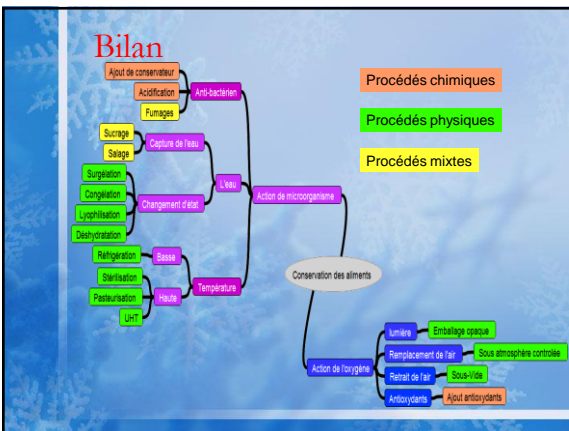 Bilan
Ajout de conservateur
Acidification
Fumages
Anti-bactérien
Sucrage
Salage
Capture de l'eau
Surgélation
Congélation
Lyophilisation
Déshydratation
Changement d'état
L'eau
Réfrigération
Basse
Stérilisation
Pasteurisation
UHT
Haute
Température
Action de microorganisme
Conservation des aliments
Action de l'oxygène
lumière
Emballage opaque
Remplacement de l'air
Sous atmosphère controlée
Retrait de l'air
Sous-Vide
Antioxydants
Ajout antioxydants
Procédés chimiques
Procédés physiques
Procédés mixtes